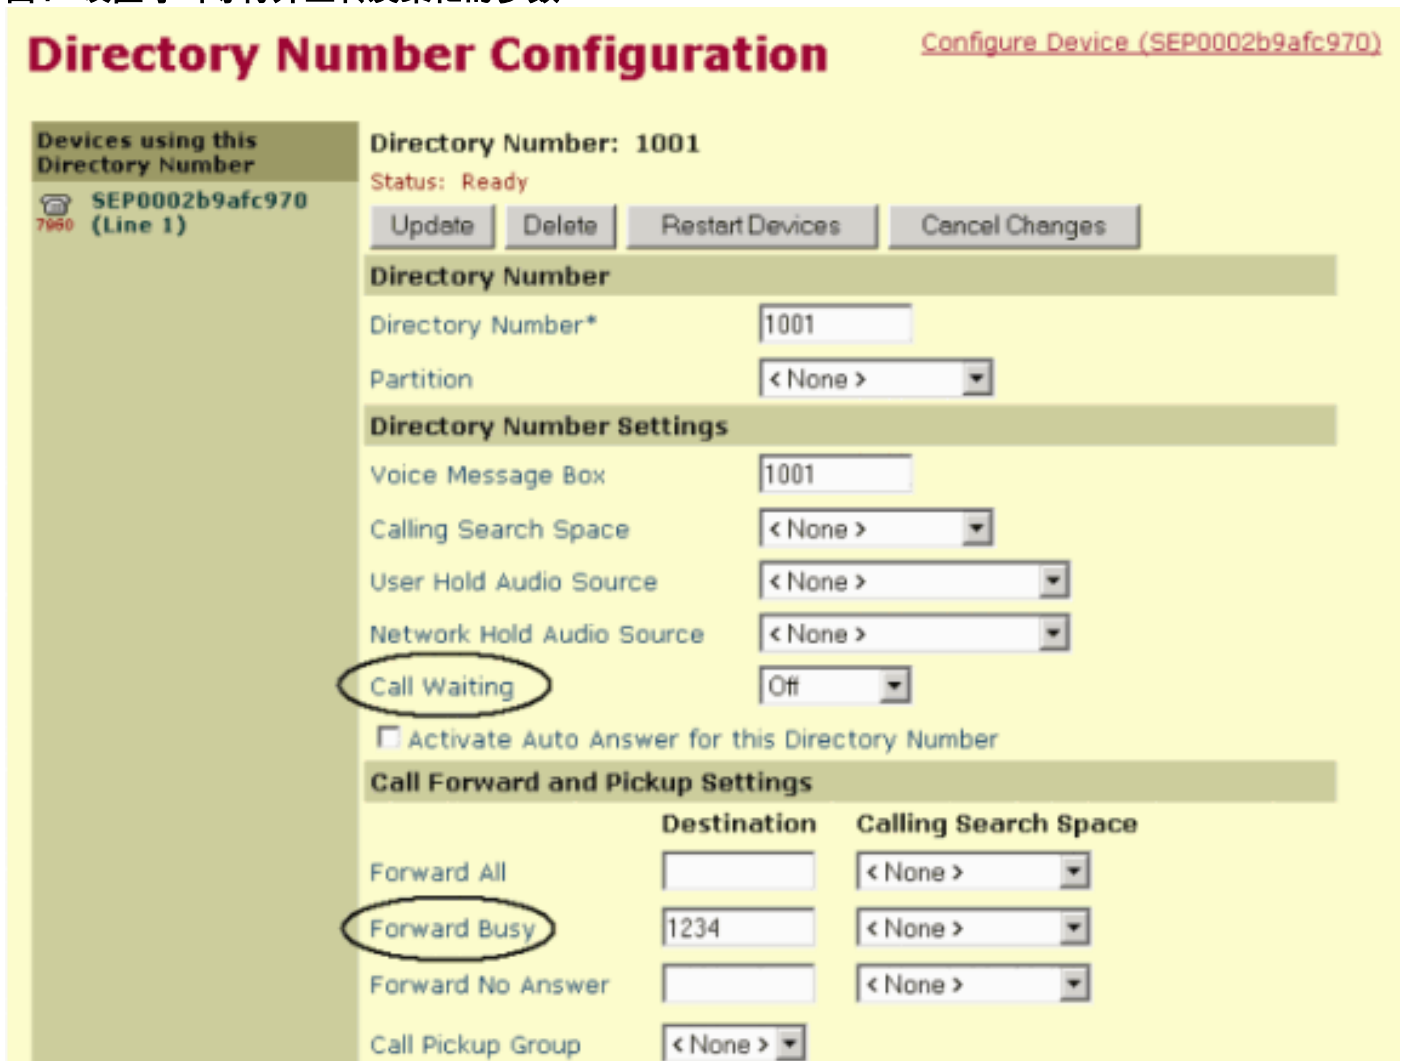 Directory Number Configuration
Configure Device (SEP0002b9afc970)
Devices using this
Directory Number
SEP0002b9afc970
(Line 1)
7960
Directory Number: 1001
Status: Ready
Update Delete Restart Devices Cancel Changes
Directory Number
Directory Number* 1001
Partition < None >
Directory Number Settings
Voice Message Box 1001
Calling Search Space < None >
User Hold Audio Source < None >
Network Hold Audio Source < None >
Call Waiting Off
Activate Auto Answer for this Directory Number
Call Forward and Pickup Settings
Destination Calling Search Space
Forward All < None >
Forward Busy 1234 < None >
Forward No Answer < None >
Call Pickup Group < None >